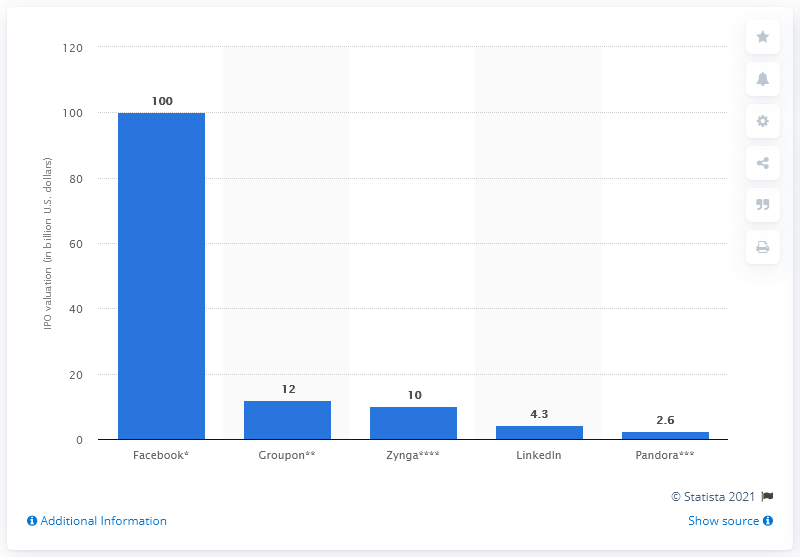 120
100
80
60
40
20
0
IPO valuation (in billion U.S. dollars)
100
12
10
4.3
2.6
Facebook*
Groupon**
Zynga****
LinkedIn
Pandora***
© Statista 2021
Additional Information
Show source